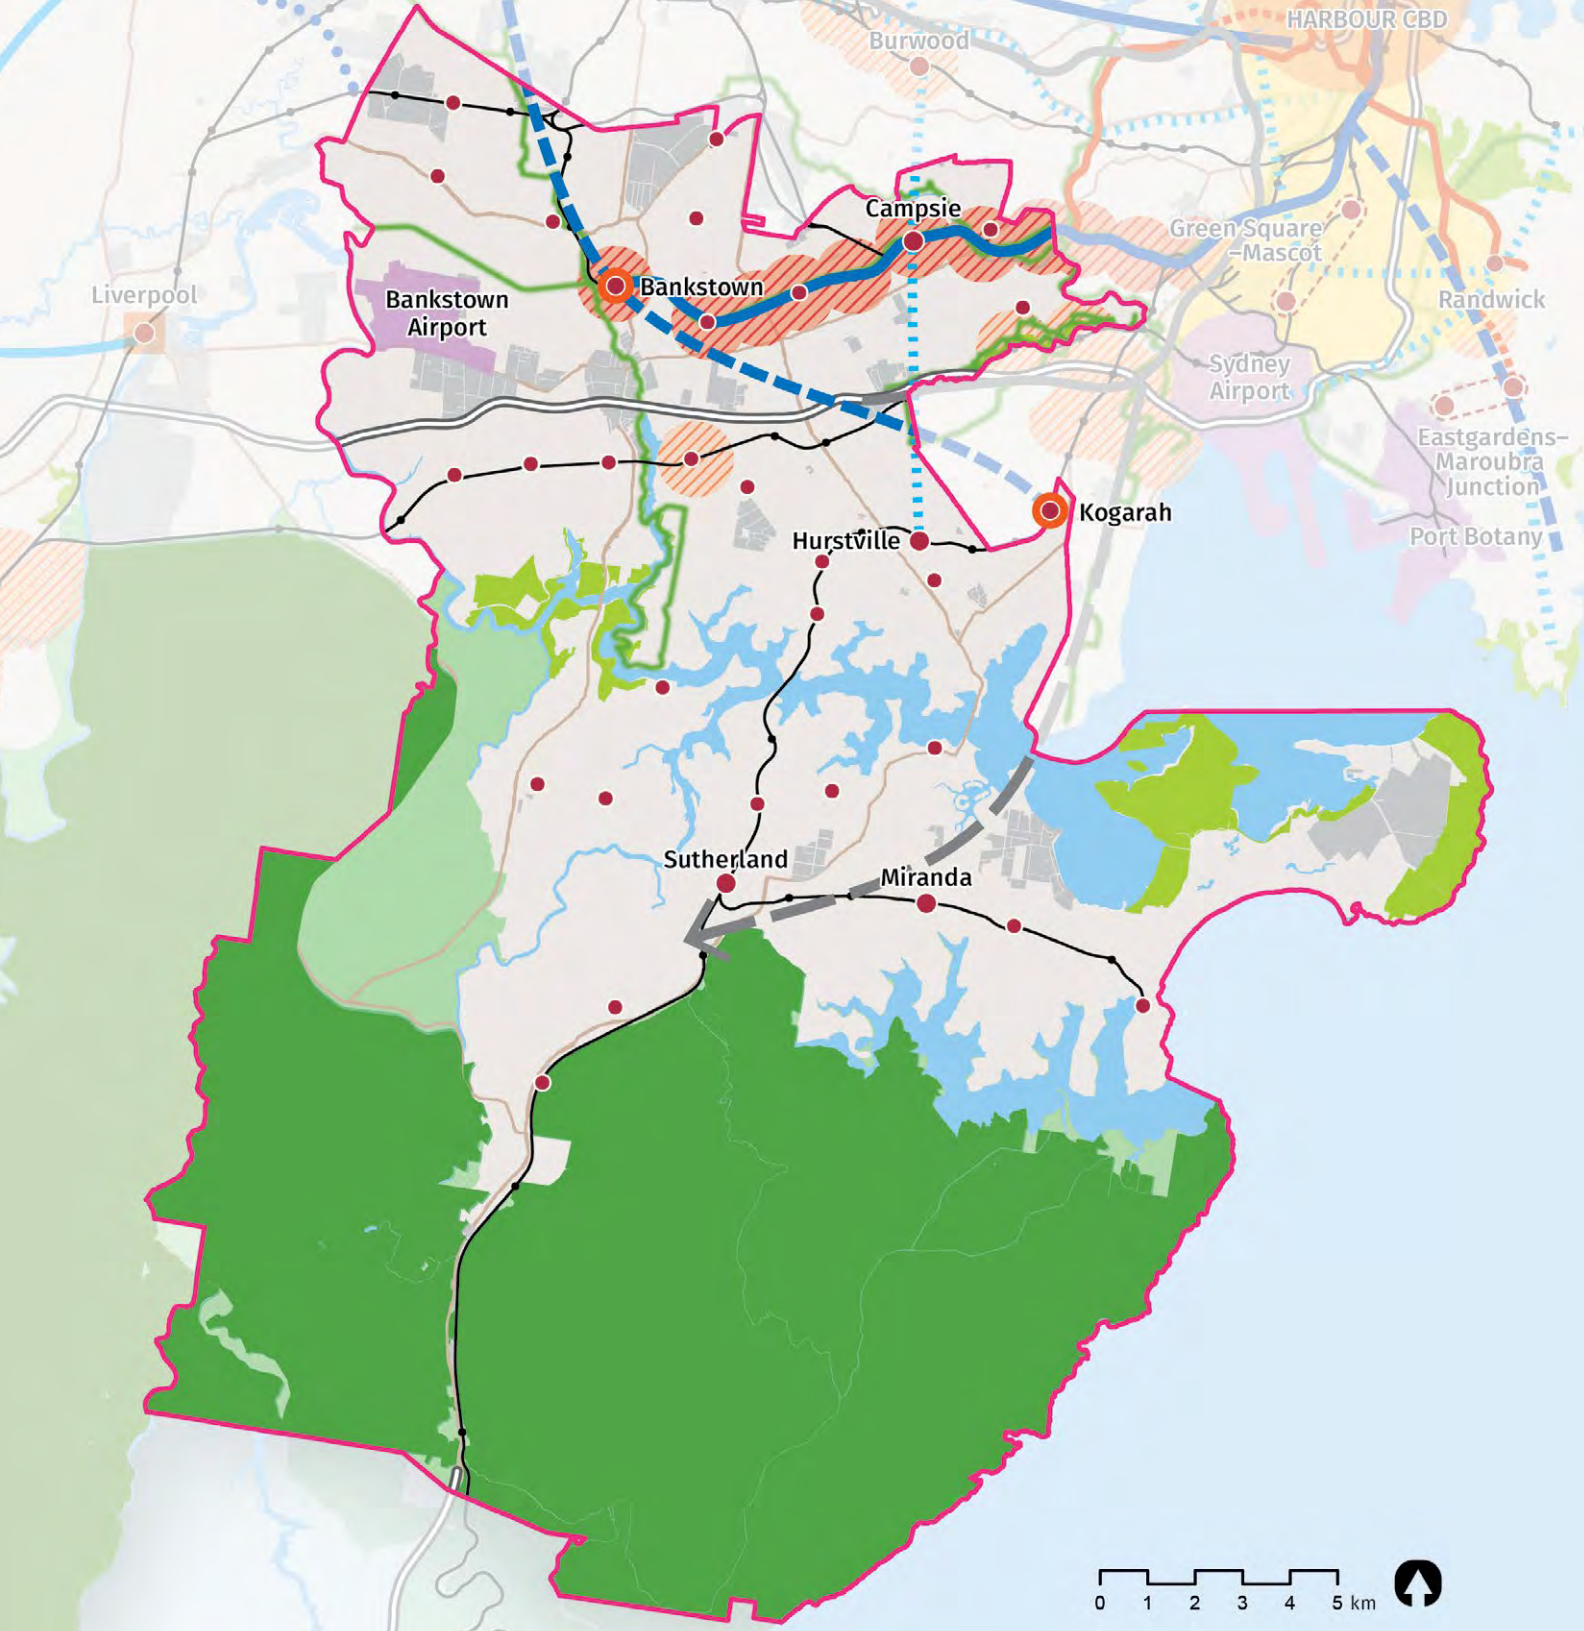 HARBOUR CBD
Burwood
Campsie
Green Square
–Mascot
Liverpool
Bankstown
Bankstown
Airport
Randwick
Sydney
Airport
Eastgardens–
Maroubra
Junction
Kogarah
Port Botany
Hurstville
Sutherland
Miranda
0 1 2 3 4 5 km